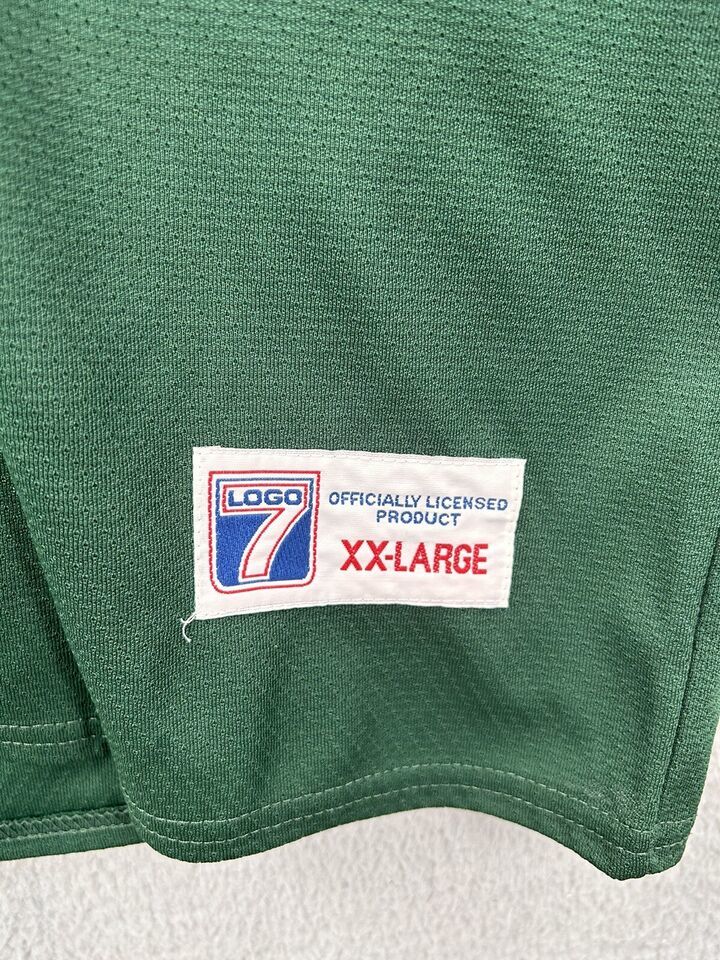 LOGO
7
OFFICIALLY LICENSED
PRODUCT
XX-LARGE